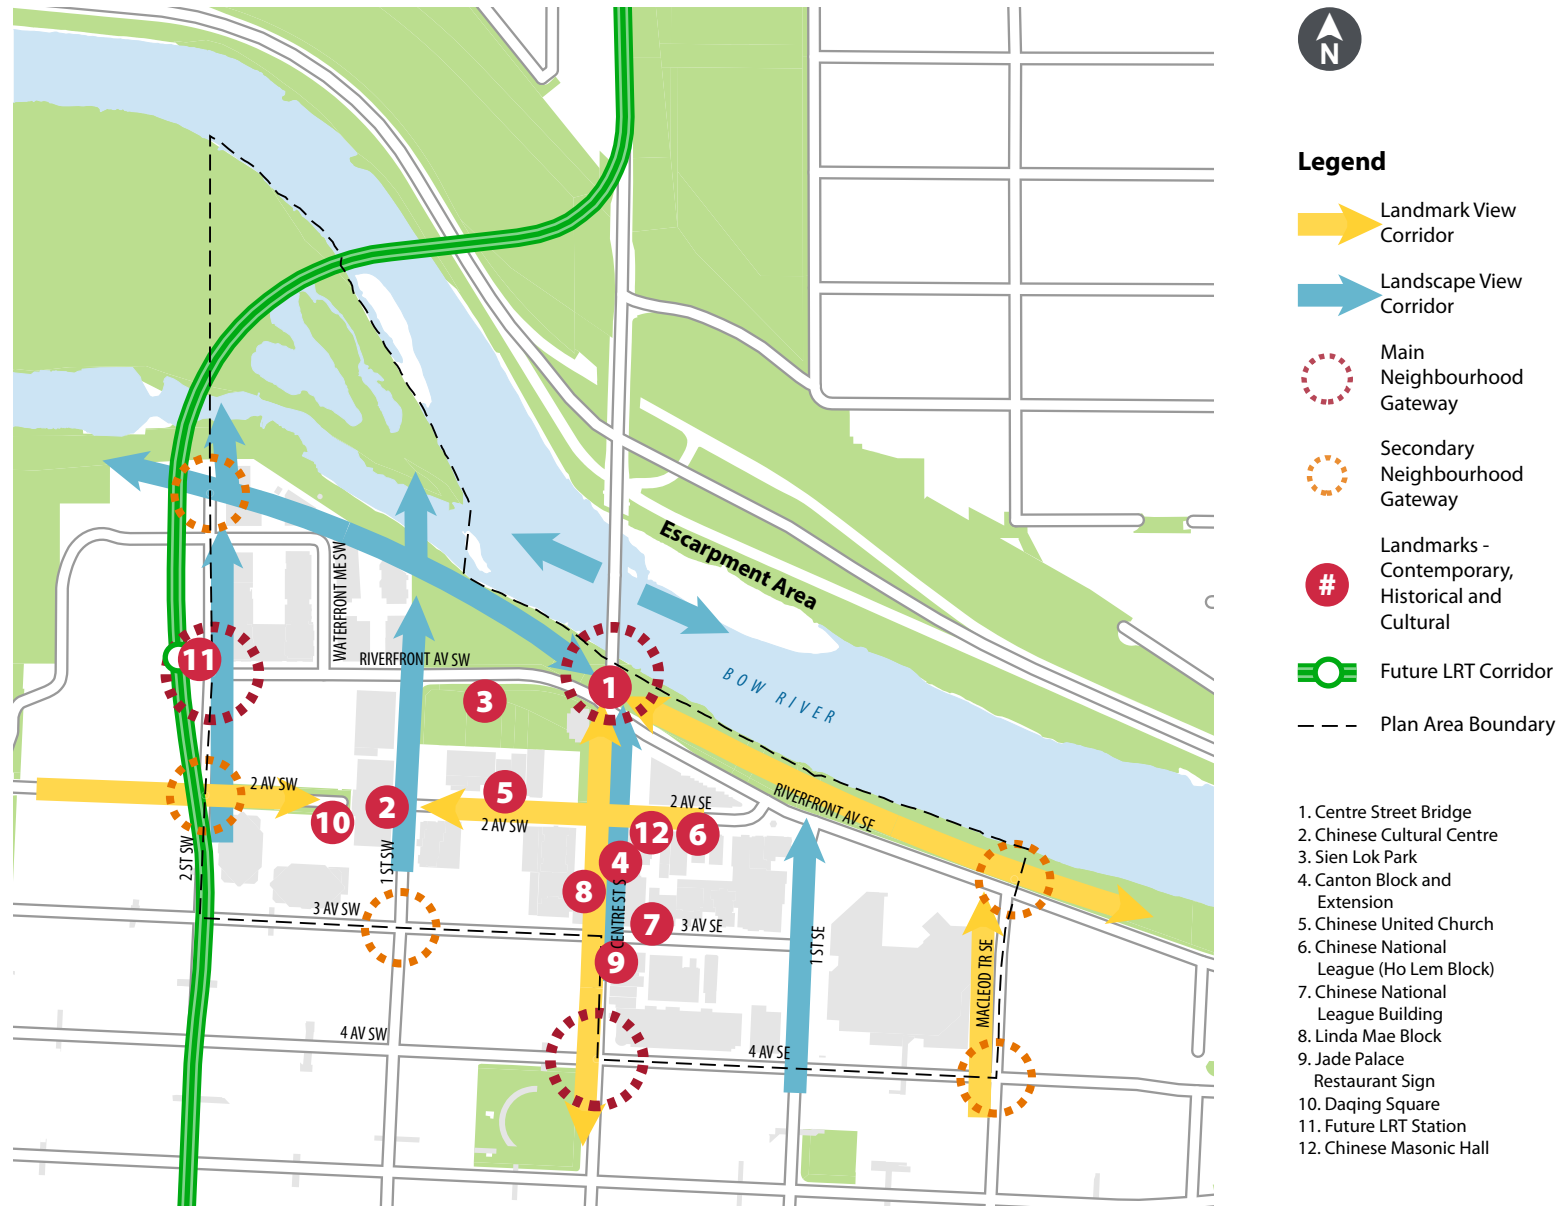 N
Legend
Landmark View
Corridor
Landscape View
Corridor
Main
Neighbourhood
Gateway
Secondary
Neighbourhood
Gateway
#
Landmarks -
Contemporary,
Historical and
Cultural
Future LRT Corridor
Plan Area Boundary
1. Centre Street Bridge
2. Chinese Cultural Centre
3. Sien Lok Park
4. Canton Block and
Extension
5. Chinese United Church
6. Chinese National
League (Ho Lem Block)
7. Chinese National
League Building
8. Linda Mae Block
9. Jade Palace
Restaurant Sign
10. Daqing Square
11. Future LRT Station
12. Chinese Masonic Hall
Escarpment Area
BOW RIVER
WATERFRONT ME SW
RIVERFRONT AV SW
11
1
3
2 AV SW
5
2
10
2 AV SW
2 AV SE
12
6
RIVERFRONT AV SE
2 ST SW
1 ST SW
4
8
CENTRE ST S
7
3 AV SW
3 AV SE
9
1 ST SE
MACLEOD TR SE
4 AV SW
4 AV SE